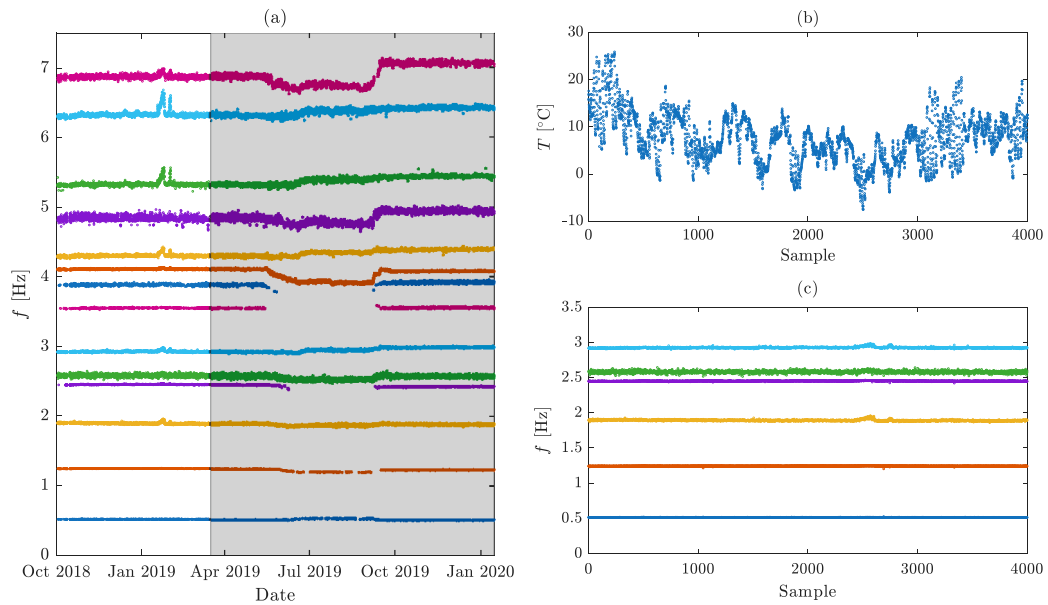 (a)
7
6
5
4
3
2
1
0
f [Hz]
Oct 2018 Jan 2019 Apr 2019 Jul 2019 Oct 2019 Jan 2020
Date
(b)
30
20
10
0
-10
T [°C]
0 1000 2000 3000 4000
Sample
(c)
3.5
3
2.5
2
1.5
1
0.5
0
f [Hz]
0 1000 2000 3000 4000
Sample